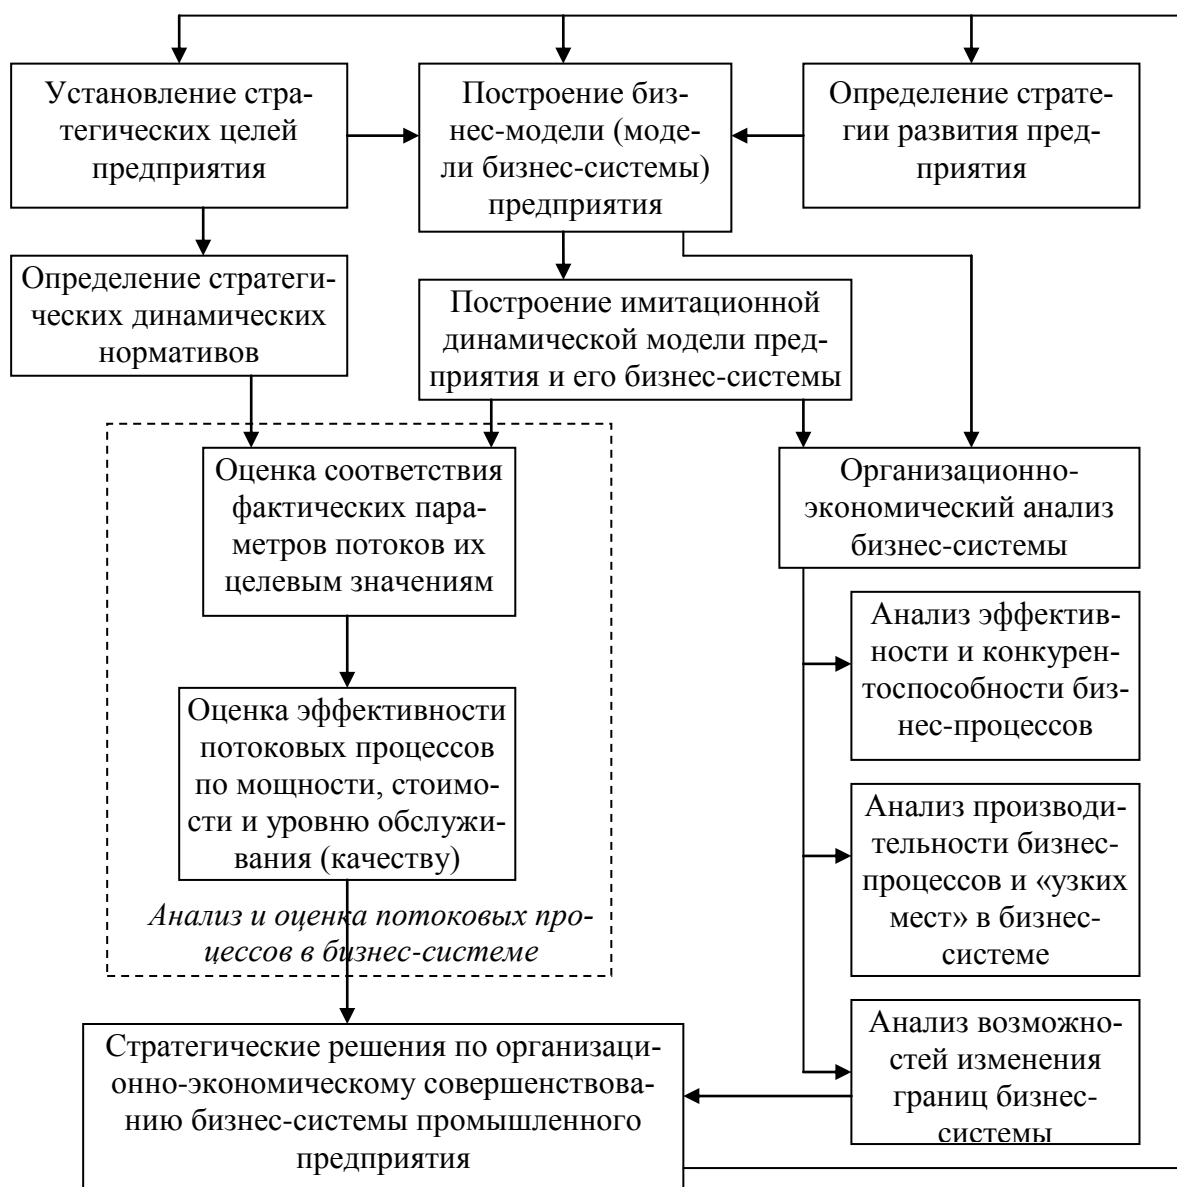 Установление стра-
тегических целей
предприятия
Построение биз-
нес-модели (моде-
ли бизнес-системы)
предприятия
Определение страте-
гии развития пред-
приятия
Определение стратеги-
ческих динамических
нормативов
Построение имитационной
динамической модели пред-
приятия и его бизнес-системы
Оценка соответствия
фактических пара-
метров потоков их
целевым значениям
Организационно-
экономический анализ
бизнес-системы
Анализ эффектив-
ности и конкурен-
тоспособности биз-
нес-процессов
Оценка эффективности
потоковых процессов
по мощности, стоимо-
сти и уровню обслужи-
вания (качеству)
Анализ и оценка потоковых про-
цессов в бизнес-системе
Анализ производи-
тельности бизнес-
процессов и «узких
мест» в бизнес-
системе
Анализ возможно-
стей изменения
границ бизнес-
системы
Стратегические решения по организаци-
онно-экономическому совершенствова-
нию бизнес-системы промышленного
предприятия